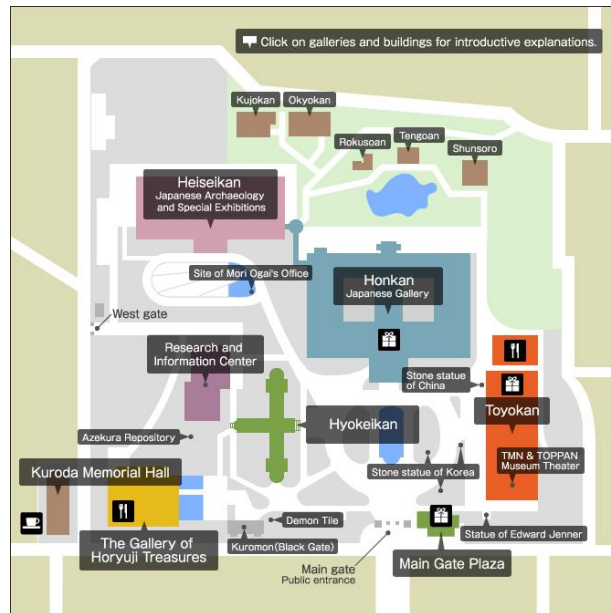 Click on galleries and buildings for introductive explanations.
Kujokan
Okyokan
Rokusoan
Tengoan
Shunsoro
Heiseikan
Japanese Archaeology
and Special Exhibitions
Site of Mori Ogai's Office
Honkan
Japanese Gallery
West gate
Research and
Information Center
Stone statue
of China
Toyokan
Hyokeikan
Azekura Repository
TMN & TOPPAN
Museum Theater
Stone statue of Korea
Kuroda Memorial Hall
Demon Tile
Kuromon(Black Gate)
Statue of Edward Jenner
The Gallery of
Horyuji Treasures
Main Gate Plaza
Main gate
Public entrance